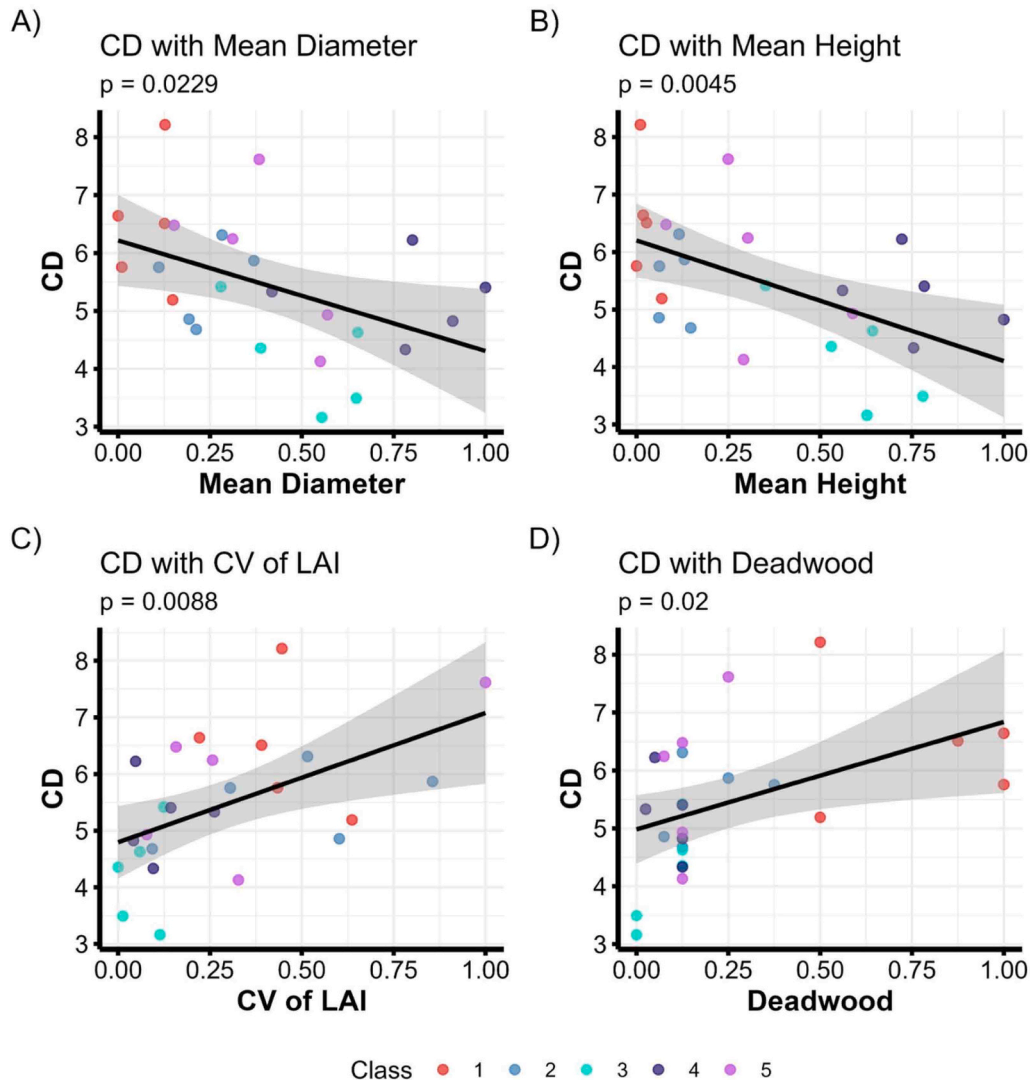 A)
CD with Mean Diameter
p = 0.0229
CD
8
7
6
5
4
3
0.00 0.25 0.50 0.75 1.00
Mean Diameter
B)
CD with Mean Height
p = 0.0045
CD
8
7
6
5
4
3
0.00 0.25 0.50 0.75 1.00
Mean Height
C)
CD with CV of LAI
p = 0.0088
CD
8
7
6
5
4
3
0.00 0.25 0.50 0.75 1.00
CV of LAI
D)
CD with Deadwood
p = 0.02
CD
8
7
6
5
4
3
0.00 0.25 0.50 0.75 1.00
Deadwood
Class 1 2 3 4 5